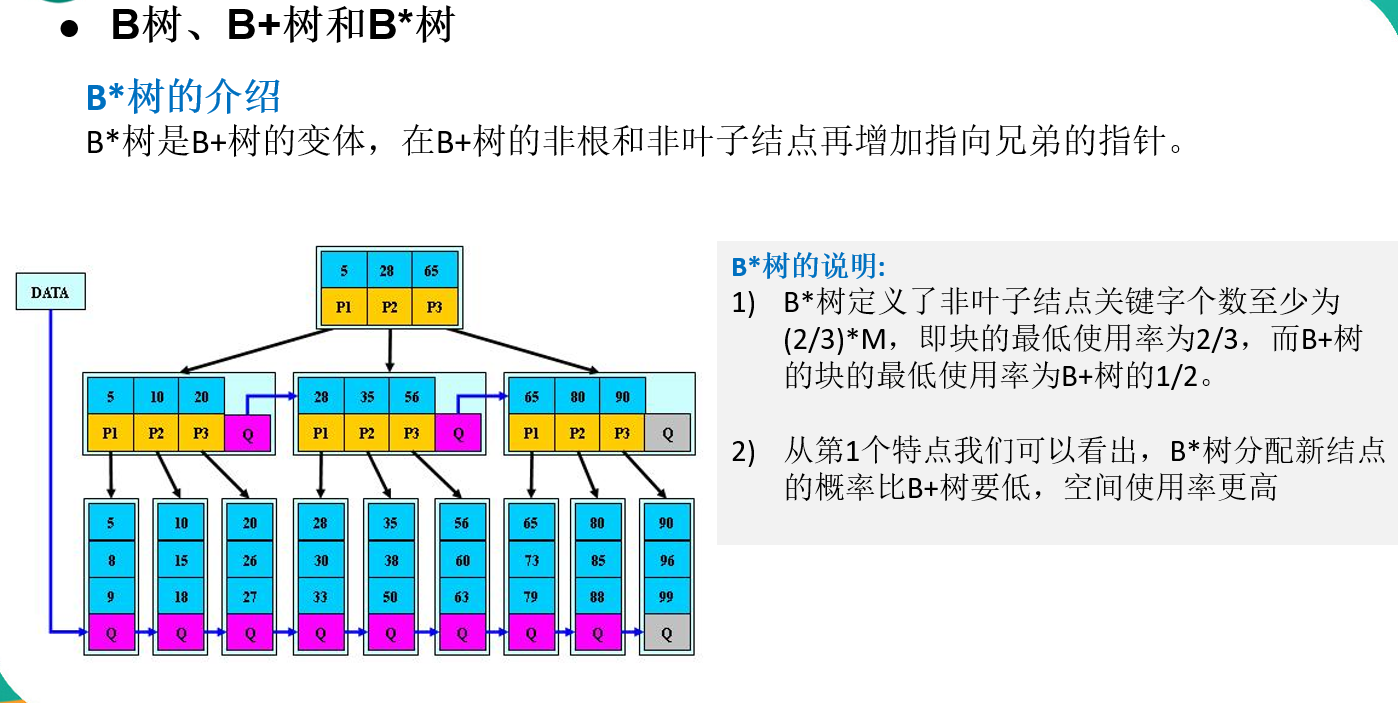 ● B树、B+树和B*树
B*树的介绍
B*树是B+树的变体，在B+树的非根和非叶子结点再增加指向兄弟的指针。
DATA
5 28 65
P1 P2 P3
5 10 20
P1 P2 P3 Q
28 35 56
P1 P2 P3 Q
65 80 90
P1 P2 P3 Q
5 10 20 28 35 56 65 80 90
8 15 26 30 38 60 73 85 96
9 18 27 33 50 63 79 88 99
Q Q Q Q Q Q Q Q Q
B*树的说明:
1) B*树定义了非叶子结点关键字个数至少为
(2/3)*M，即块的最低使用率为2/3，而B+树
的块的最低使用率为B+树的1/2。
2) 从第1个特点我们可以看出，B*树分配新结点
的概率比B+树要低，空间使用率更高